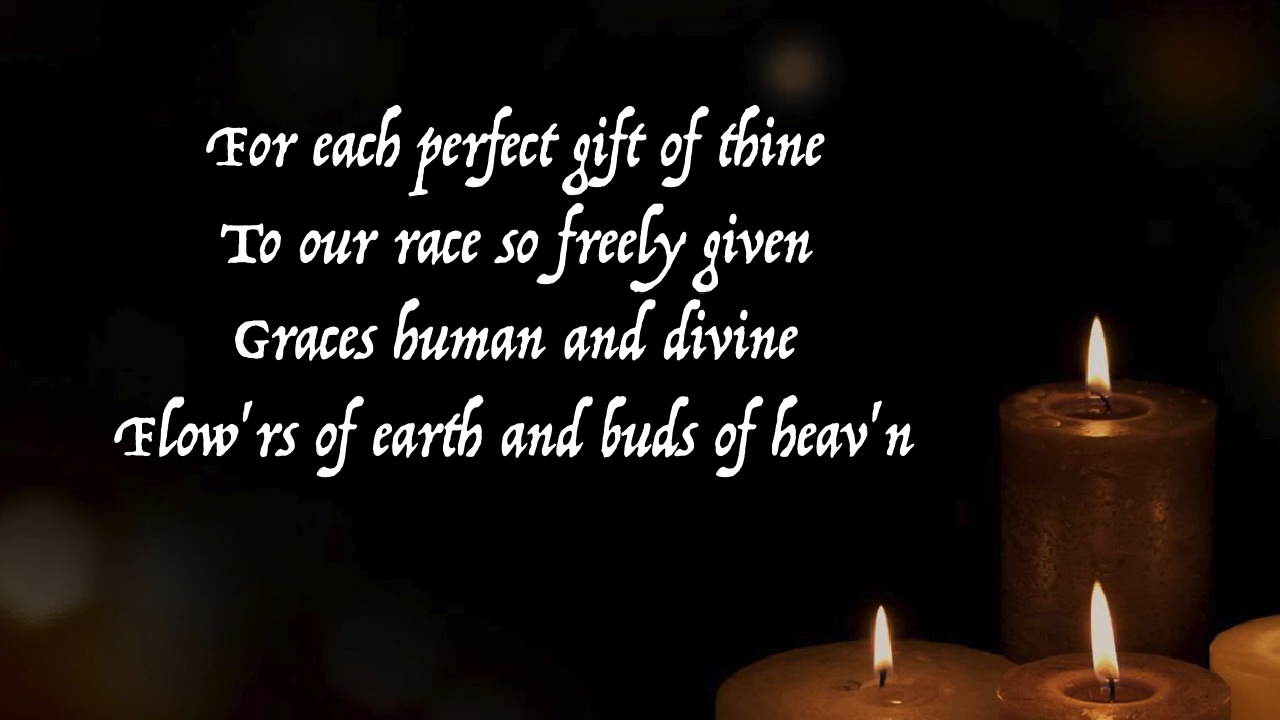 For each perfect gift of thine
To our race so freely given
Graces human and divine
Flow'rs of earth and buds of heav'n